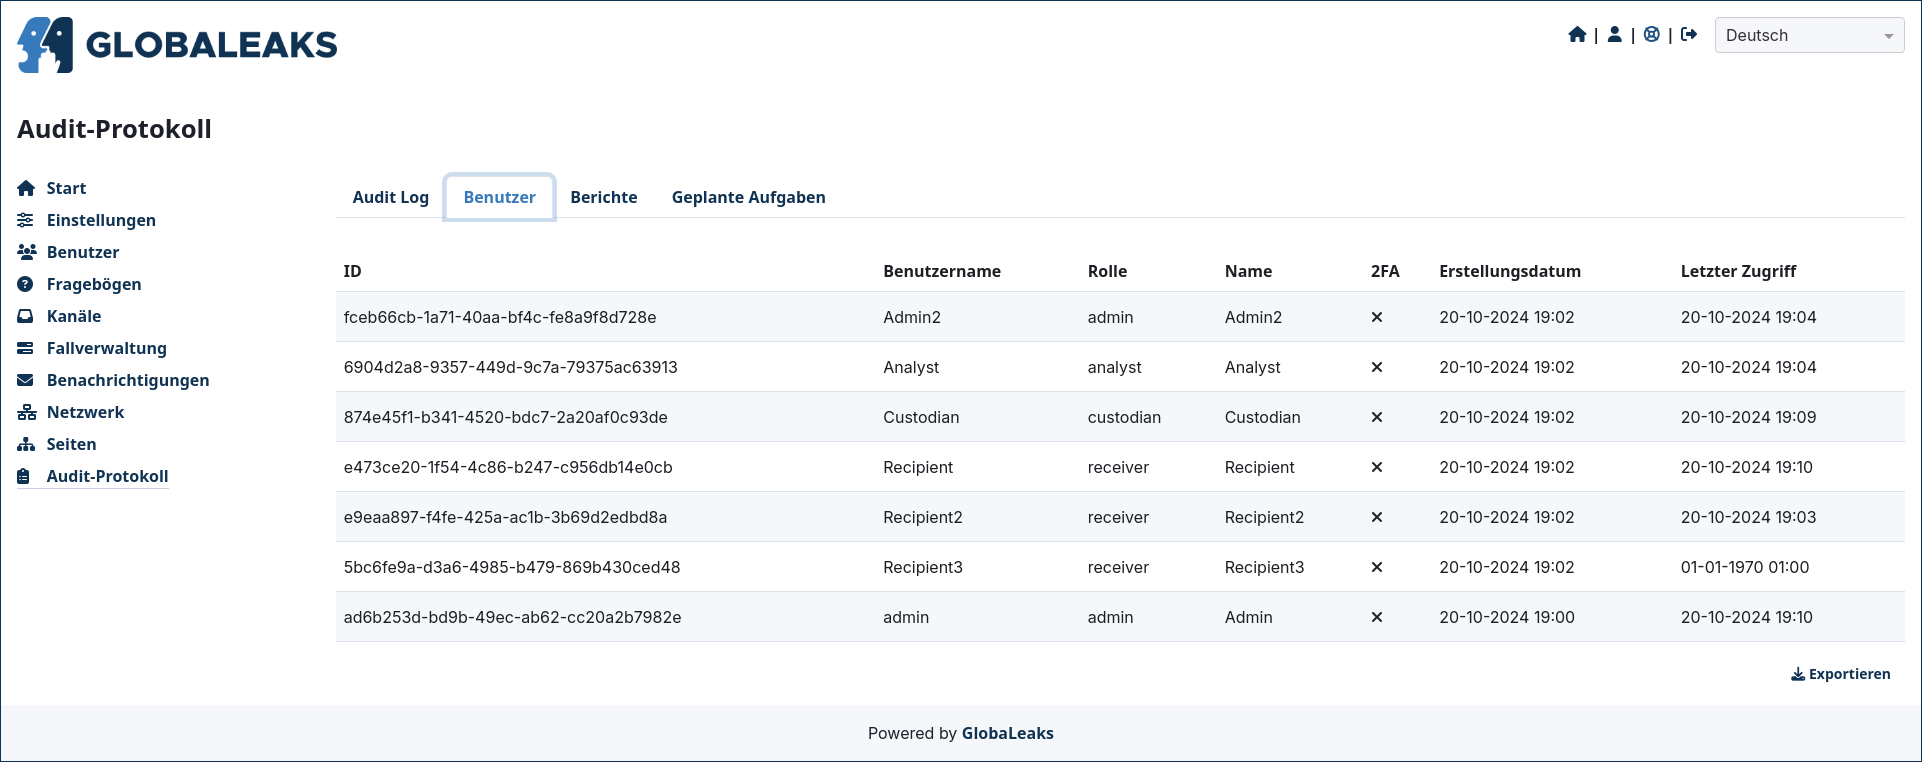 GLOBALEAKS
| | | Deutsch
Audit-Protokoll
Start
Einstellungen
Benutzer
Fragebögen
Kanäle
Fallverwaltung
Benachrichtigungen
Netzwerk
Seiten
Audit-Protokoll
Audit Log Benutzer Berichte Geplante Aufgaben
ID Benutzername Rolle Name 2FA Erstellungsdatum Letzter Zugriff
fceb66cb-1a71-40aa-bf4c-fe8a9f8d728e Admin2 admin Admin2 20-10-2024 19:02 20-10-2024 19:04
6904d2a8-9357-449d-9c7a-79375ac63913 Analyst analyst Analyst 20-10-2024 19:02 20-10-2024 19:04
874e45f1-b341-4520-bdc7-2a20af0c93de Custodian custodian Custodian 20-10-2024 19:02 20-10-2024 19:09
e473ce20-1f54-4c86-b247-c956db14e0cb Recipient receiver Recipient 20-10-2024 19:02 20-10-2024 19:10
e9eaa897-f4fe-425a-ac1b-3b69d2edbd8a Recipient2 receiver Recipient2 20-10-2024 19:02 20-10-2024 19:03
5bc6fe9a-d3a6-4985-b479-869b430ced48 Recipient3 receiver Recipient3 20-10-2024 19:02 01-01-1970 01:00
ad6b253d-bd9b-49ec-ab62-cc20a2b7982e admin admin Admin 20-10-2024 19:00 20-10-2024 19:10
Exportieren
Powered by GlobaLeaks